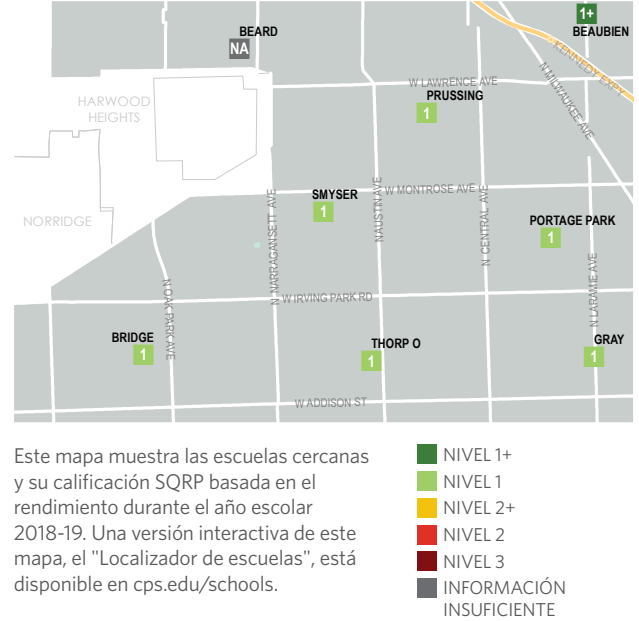 1+
BEARD
BEAUBIEN
NA
KENNEDY EXPY
N MILWAUKEE AVE
W LAWRENCE AVE
HARWOOD
HEIGHTS
PRUSSING
1
SMYSER
W MONTROSE AVE
1
N AUSTIN AVE
N CENTRAL AVE
N NARRAGANSETT AVE
NORRIDGE
PORTAGE PARK
1
N OAK PARK AVE
N LARAMIE AVE
W IRVING PARK RD
BRIDGE
1
THORP O
1
GRAY
1
W ADDISON ST
Este mapa muestra las escuelas cercanas
y su calificación SQRP basada en el
rendimiento durante el año escolar
2018-19. Una versión interactiva de este
mapa, el "Localizador de escuelas", está
disponible en cps.edu/schools.
NIVEL 1+
NIVEL 1
NIVEL 2+
NIVEL 2
NIVEL 3
INFORMACIÓN
INSUFICIENTE